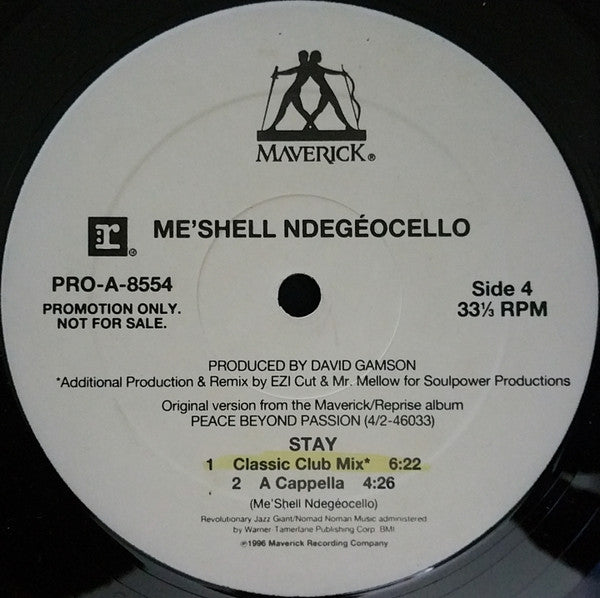 MAVERICK®
r®
ME'SHELL NDEGÉOCELLO
PRO-A-8554
PROMOTION ONLY.
NOT FOR SALE.
Side 4
33⅓ RPM
PRODUCED BY DAVID GAMSON
*Additional Production & Remix by EZI Cut & Mr. Mellow for Soulpower Productions
Original version from the Maverick/Reprise album
PEACE BEYOND PASSION (4/2-46033)
STAY
1 Classic Club Mix* 6:22
2 A Cappella 4:26
(Me'Shell Ndegéocello)
Revolutionary Jazz Giant/Nomad Noman Music administered
by Warner-Tamerlane Publishing Corp. BMI
℗1996 Maverick Recording Company